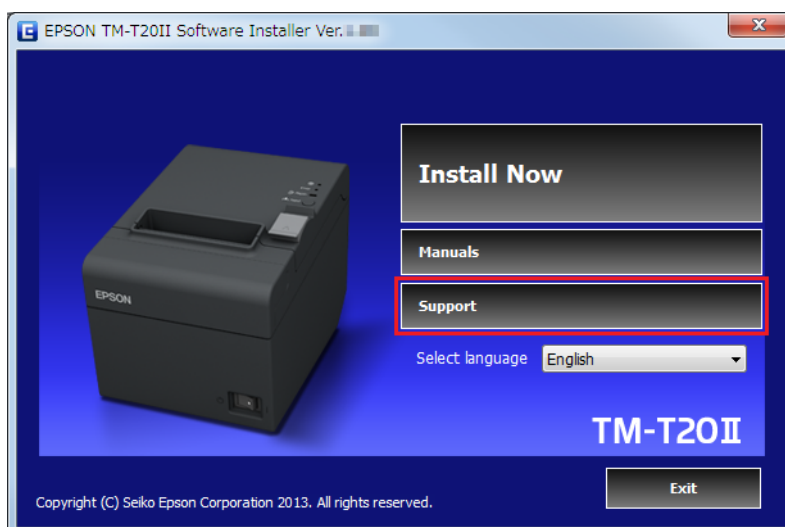 EPSON TM-T20II Software Installer Ver.
Install Now
Manuals
EPSON
Support
Select language English
TM-T20II
Exit
Copyright (C) Seiko Epson Corporation 2013. All rights reserved.